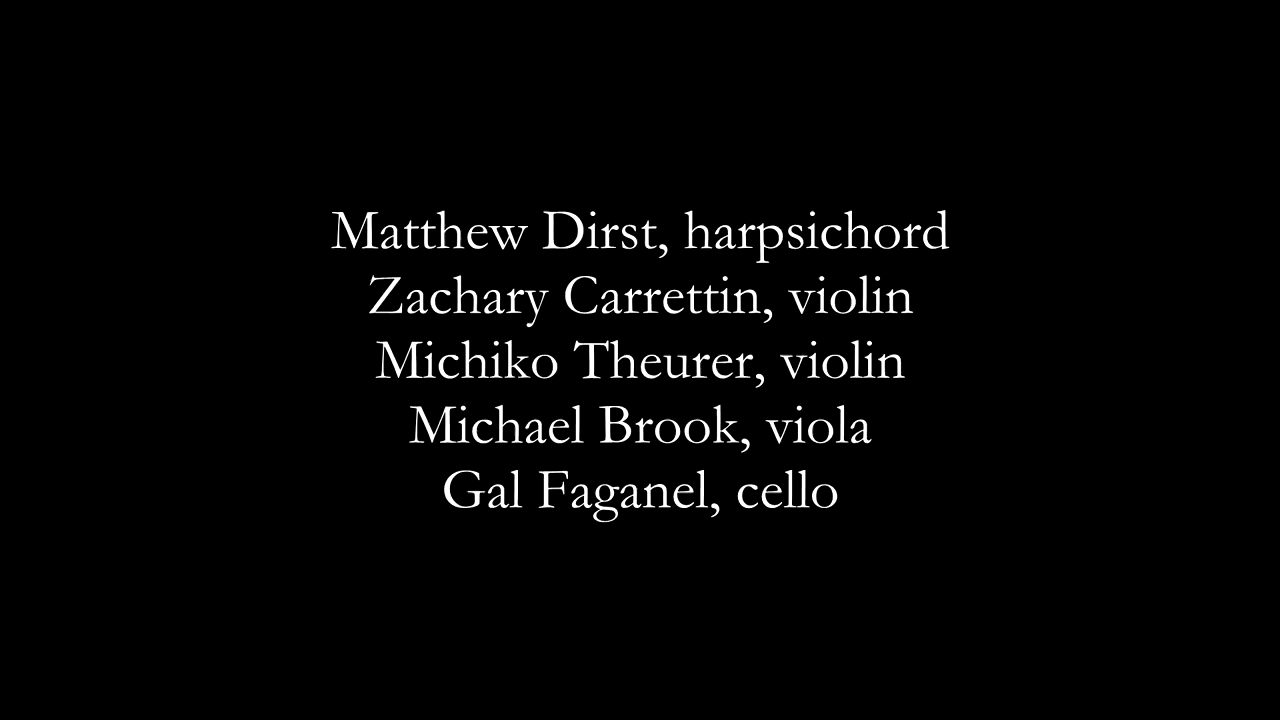 Matthew Dirst, harpsichord
Zachary Carrettin, violin
Michiko Theurer, violin
Michael Brook, viola
Gal Faganel, cello